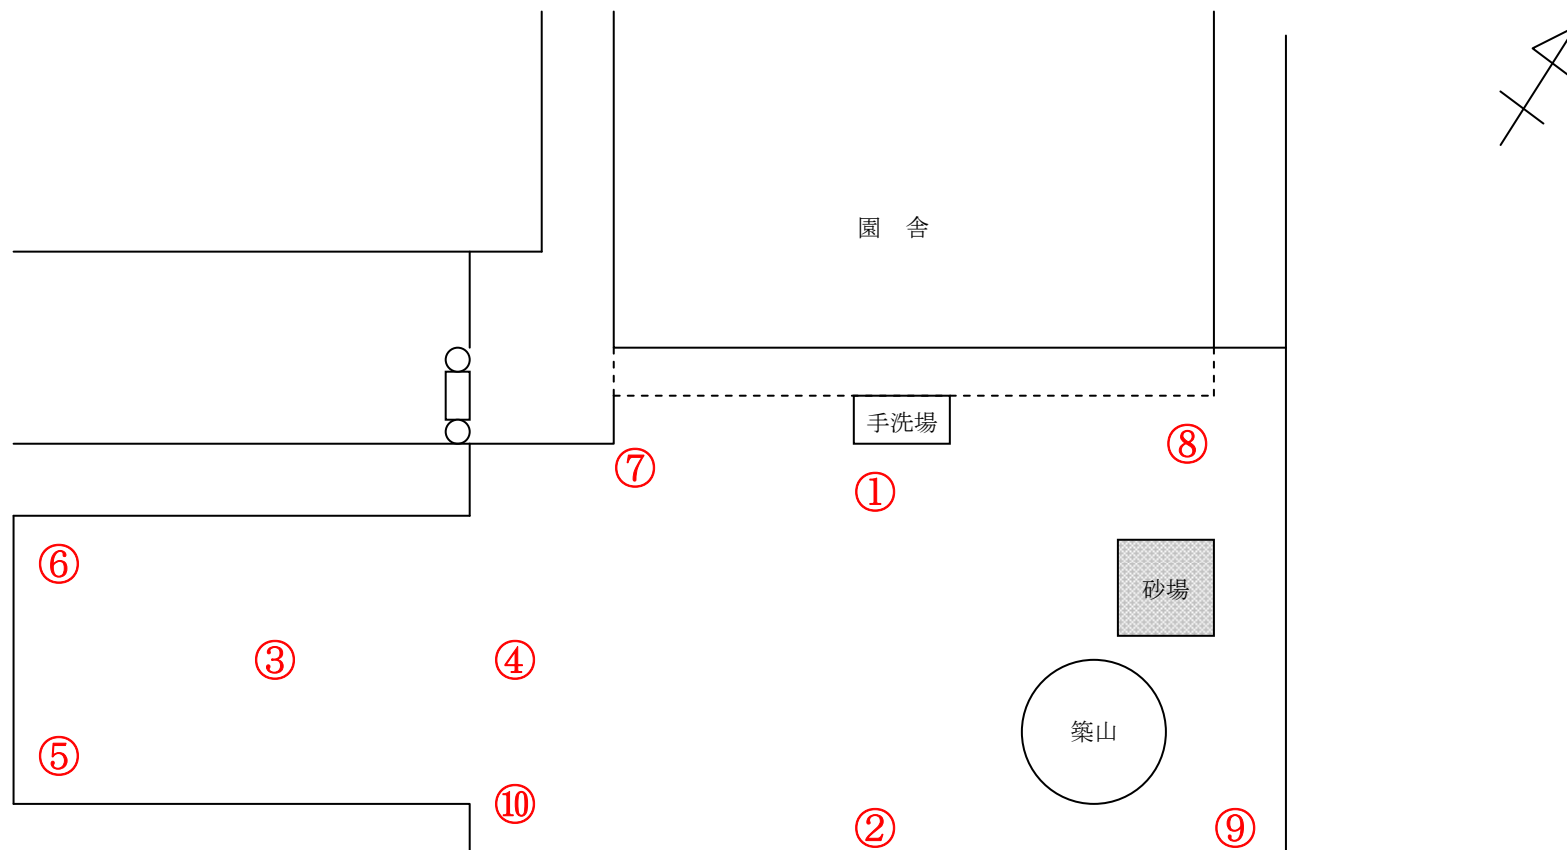 園 舎
手洗場
⑧
⑦
①
⑥
砂場
③
④
築山
⑤
⑩
②
⑨